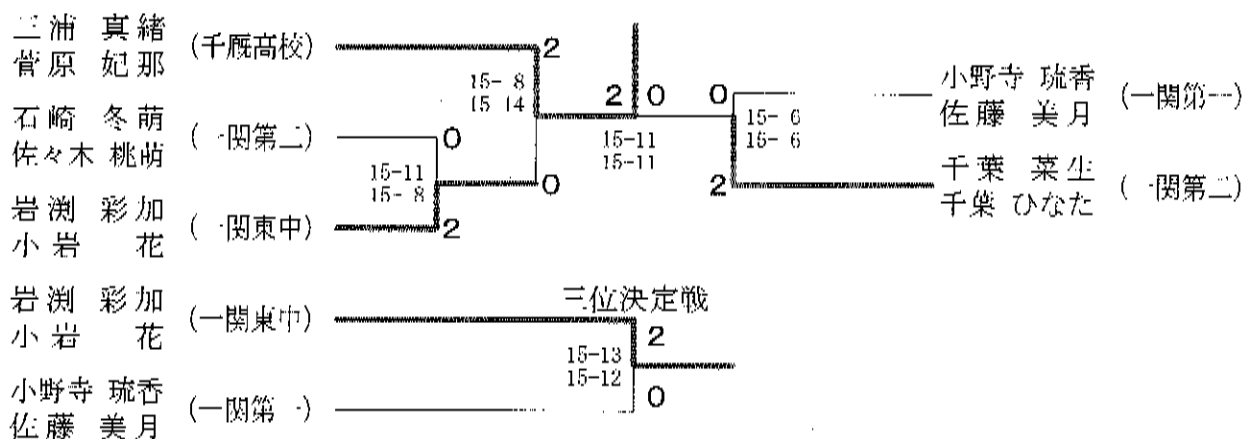 三浦 真緒
菅原 妃那
(千厩高校)
2
15- 8
15-14
石崎 冬萌
佐々木 桃萌
(一関第二)
0
15-11
15- 8
0
岩渕 彩加
小岩 花
(一関東中)
2
2 0
15-11
15-11
0
15- 6
15- 6
2
小野寺 琉香
佐藤 美月
(一関第一)
千葉 菜生
千葉 ひなた
(一関第二)
三位決定戦
岩渕 彩加
小岩 花
(一関東中)
2
15-13
15-12
0
小野寺 琉香
佐藤 美月
(一関第一)